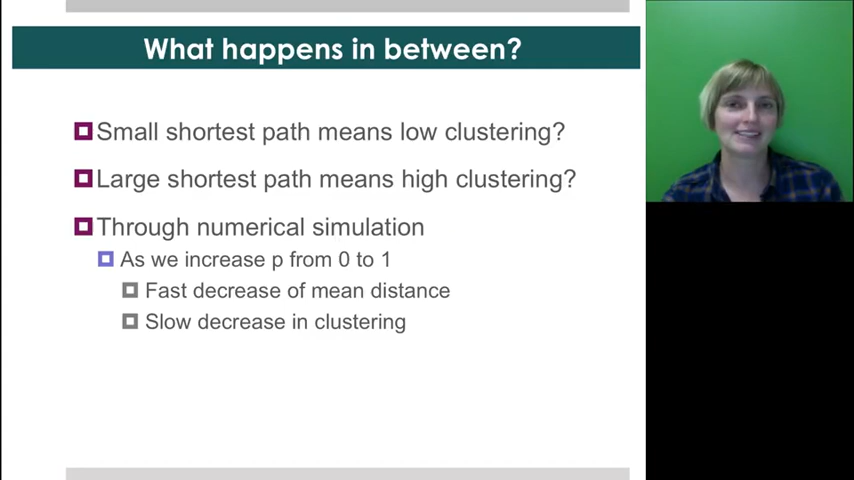 What happens in between?
Small shortest path means low clustering?
Large shortest path means high clustering?
Through numerical simulation
As we increase p from 0 to 1
Fast decrease of mean distance
Slow decrease in clustering